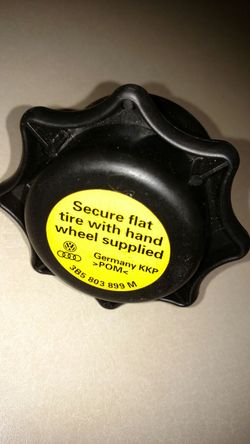 Secure flat
tire with hand
wheel supplied
Germany KKP
>POM<
3B5 803 899 M